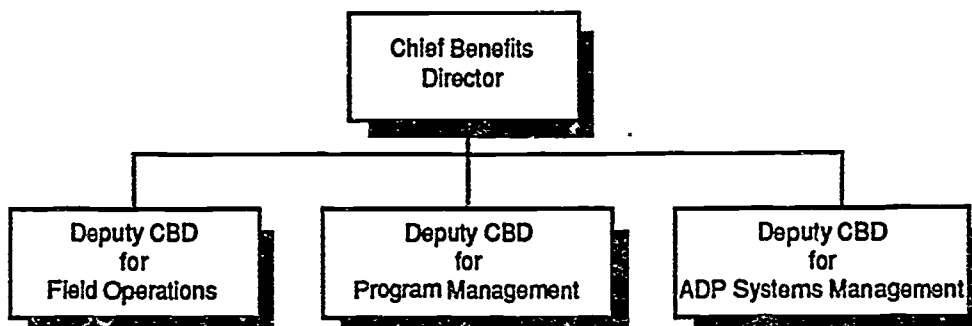 Chief Benefits
Director
Deputy CBD
for
Field Operations
Deputy CBD
for
Program Management
Deputy CBD
for
ADP Systems Management